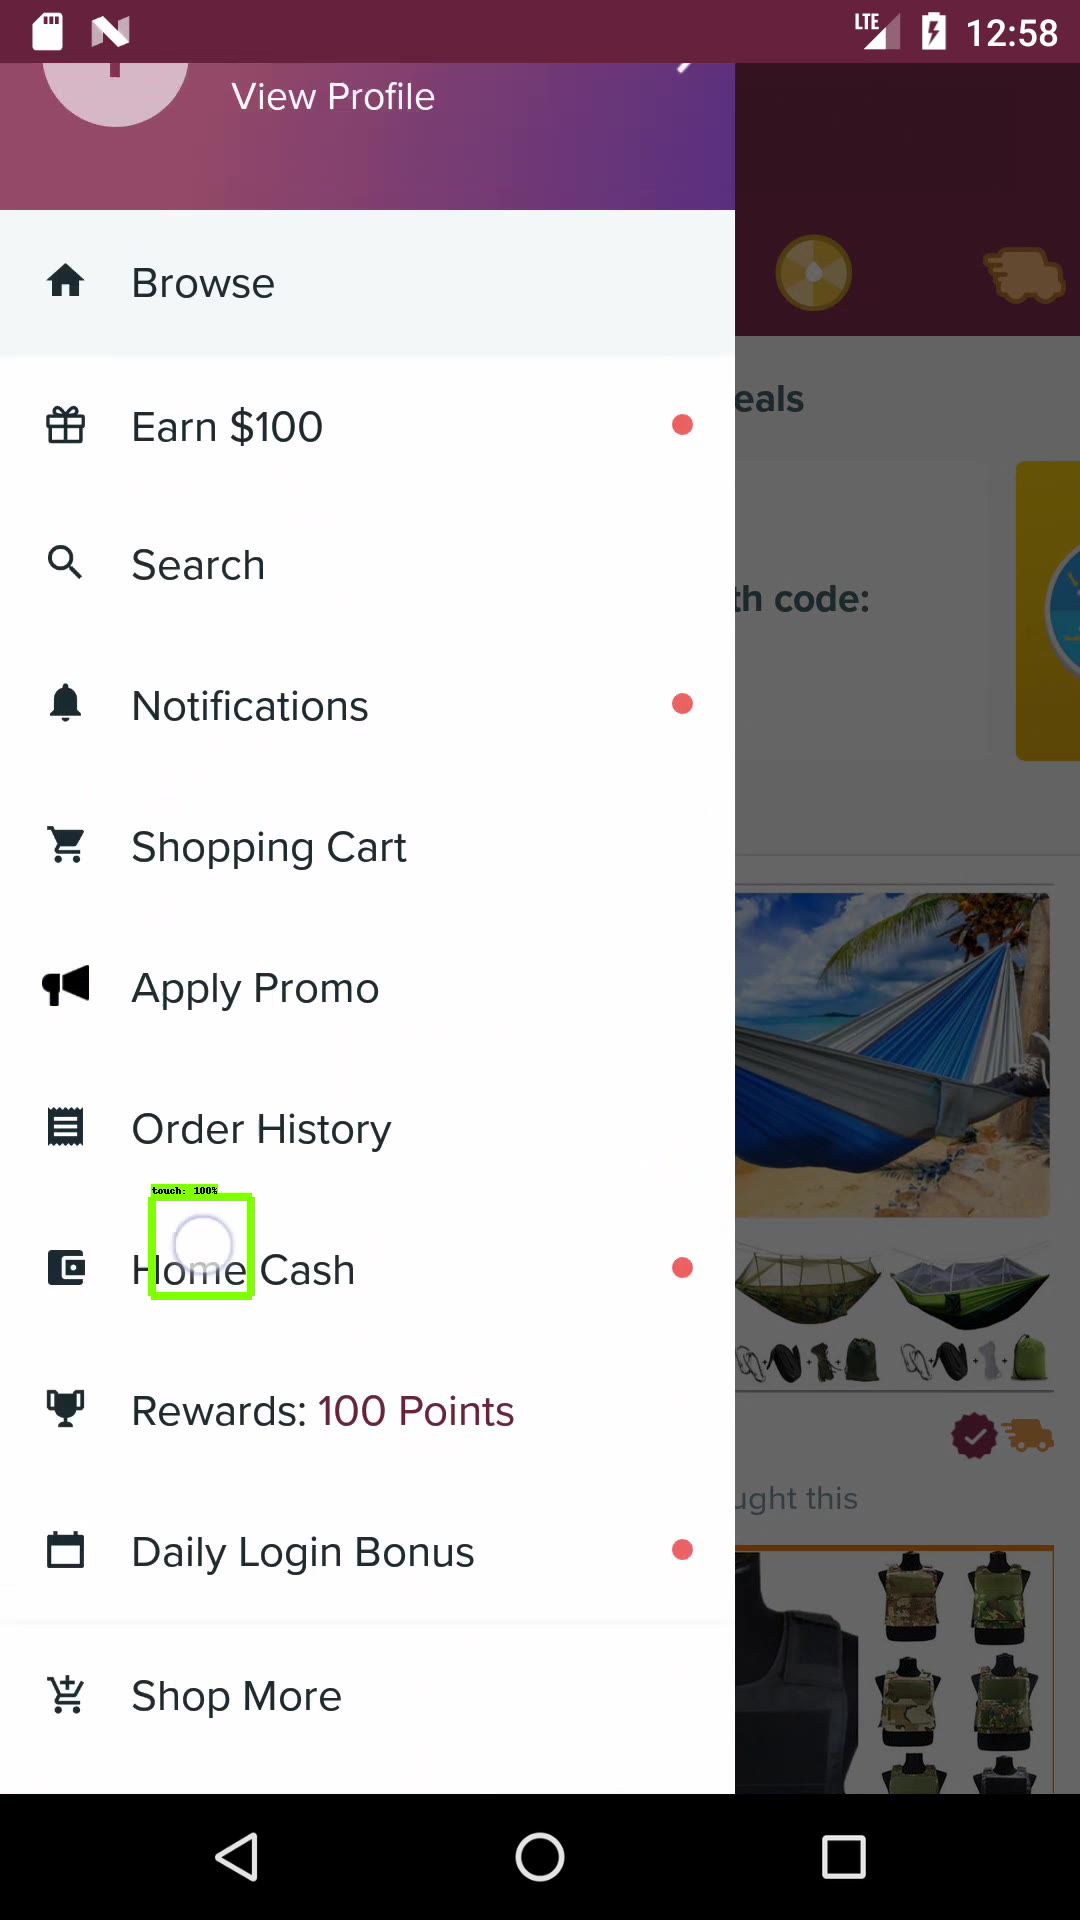 LTE 12:58
View Profile
Browse
Earn $100
eals
Search
th code:
Notifications
Shopping Cart
Apply Promo
Order History
touch: 100%
Home Cash
Rewards: 100 Points
ught this
Daily Login Bonus
Shop More